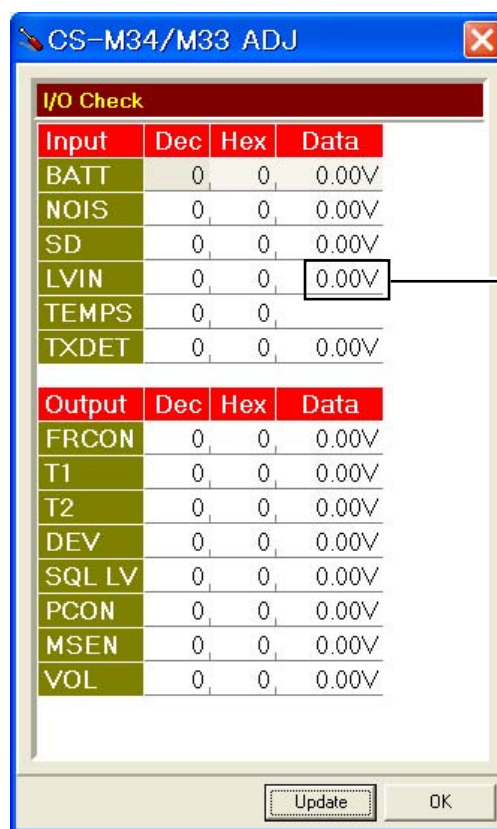 CS-M34/M33 ADJ
I/O Check
Input Dec Hex Data
BATT 0 0 0.00V
NOIS 0 0 0.00V
SD 0 0 0.00V
LVIN 0 0 0.00V
TEMPS 0 0
TXDET 0 0 0.00V
Output Dec Hex Data
FRCON 0 0 0.00V
T1 0 0 0.00V
T2 0 0 0.00V
DEV 0 0 0.00V
SQL LV 0 0 0.00V
PCON 0 0 0.00V
MSEN 0 0 0.00V
VOL 0 0 0.00V
Update OK